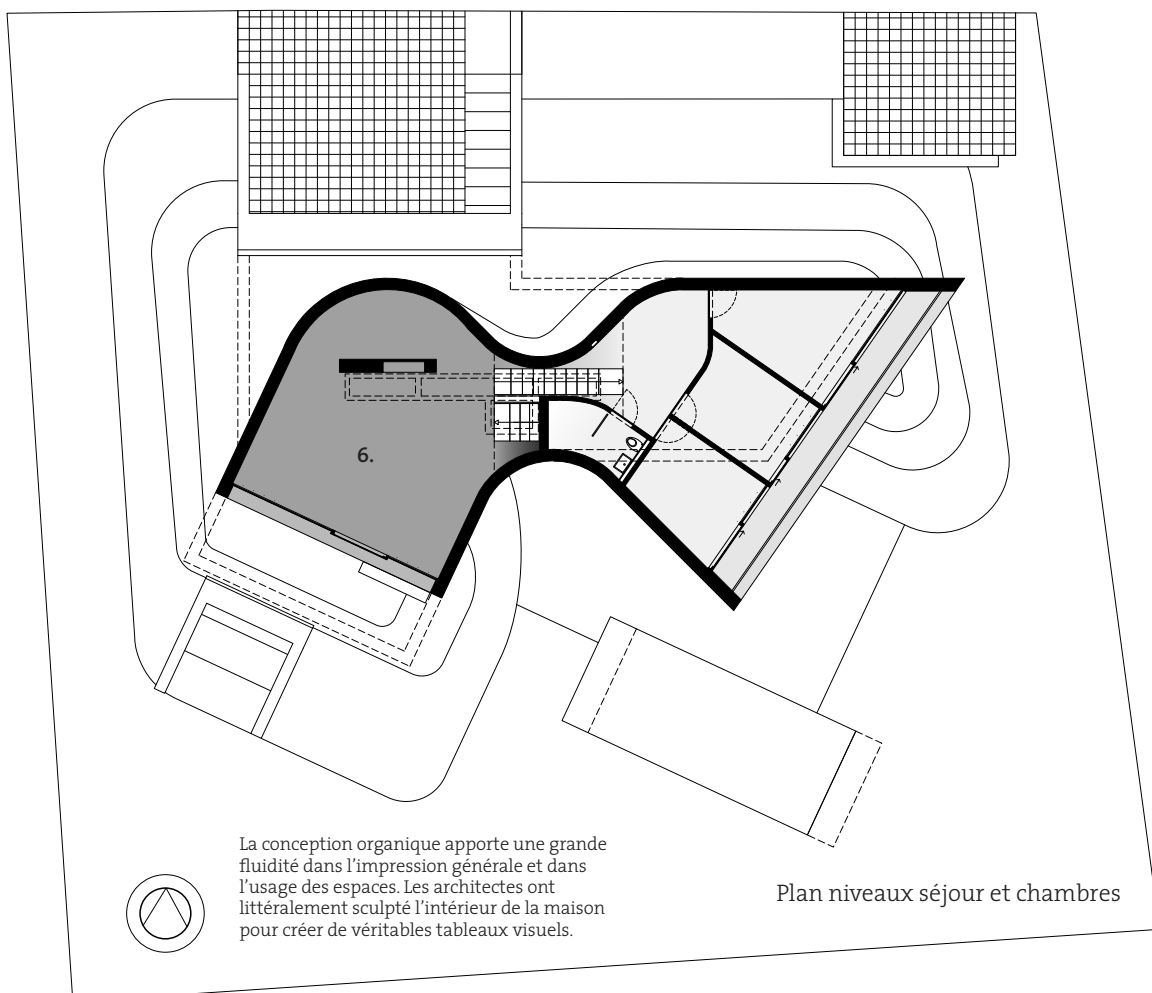 6.
La conception organique apporte une grande
fluidité dans l’impression générale et dans
l’usage des espaces. Les architectes ont
littéralement sculpté l’intérieur de la maison
pour créer de véritables tableaux visuels.
Plan niveaux séjour et chambres